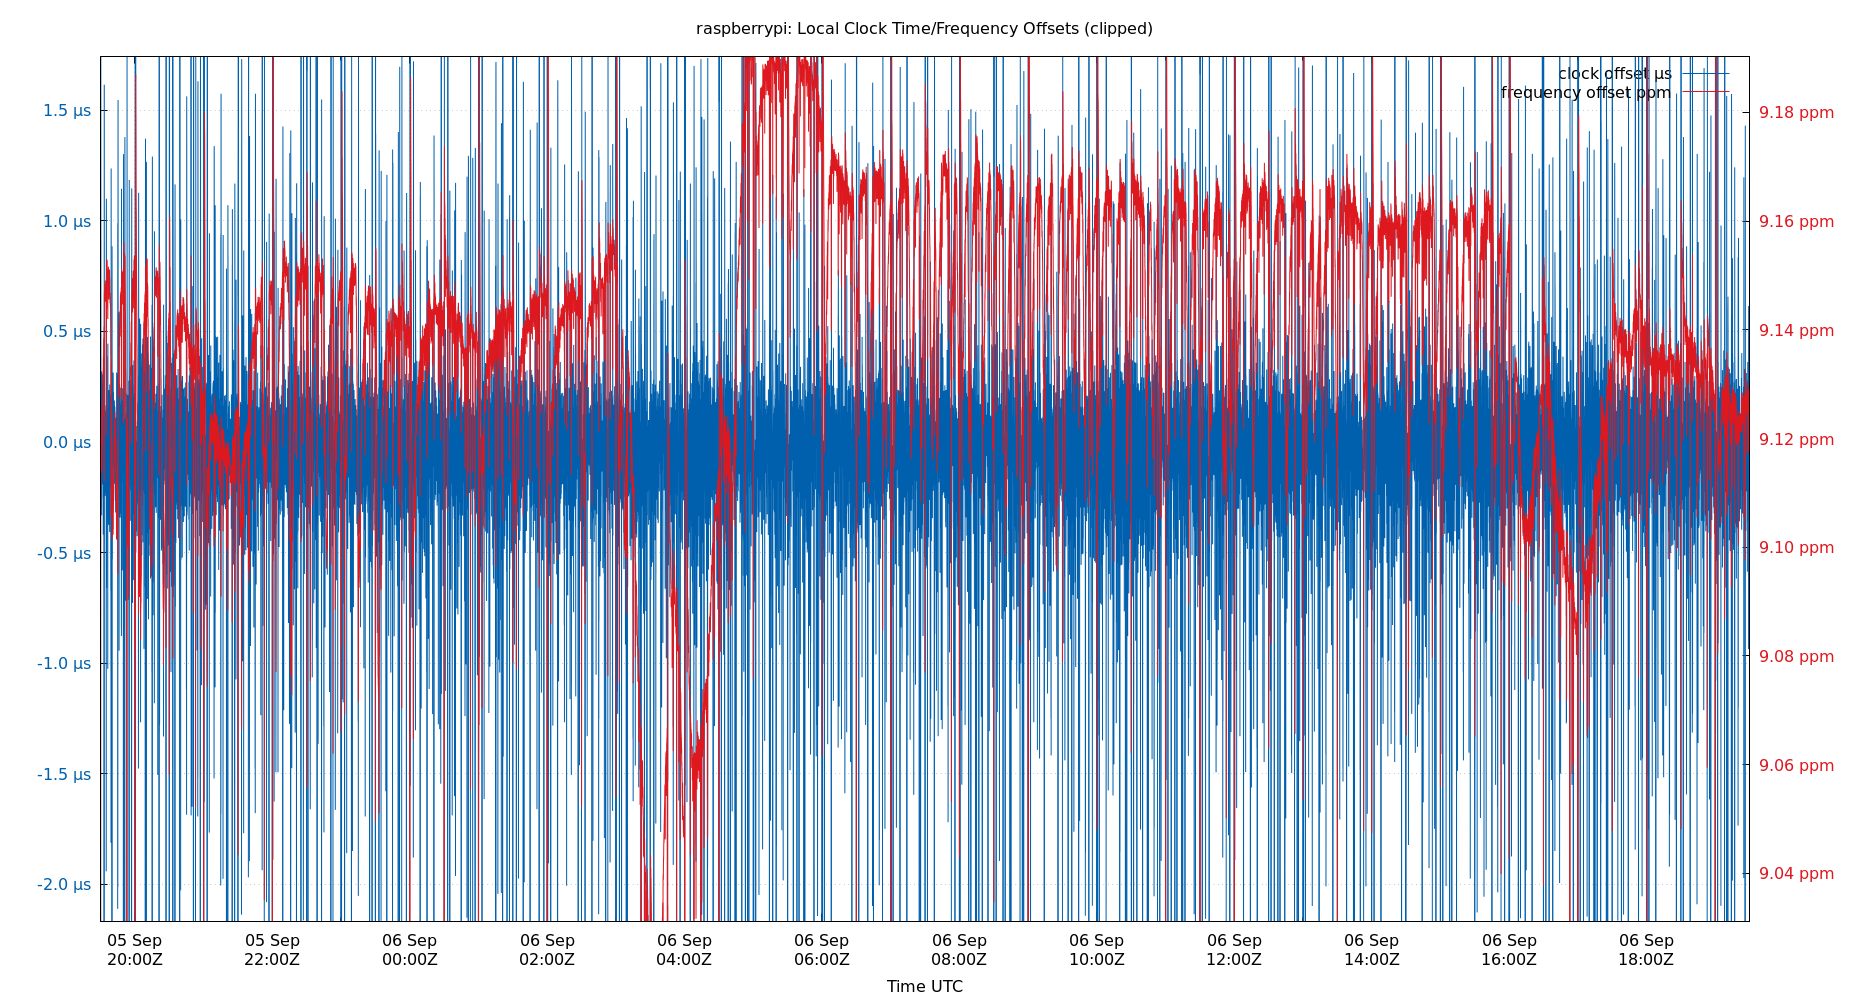 raspberrypi: Local Clock Time/Frequency Offsets (clipped)
clock offset µs
frequency offset ppm
1.5 µs
1.0 µs
0.5 µs
0.0 µs
-0.5 µs
-1.0 µs
-1.5 µs
-2.0 µs
9.18 ppm
9.16 ppm
9.14 ppm
9.12 ppm
9.10 ppm
9.08 ppm
9.06 ppm
9.04 ppm
05 Sep 05 Sep 06 Sep 06 Sep 06 Sep 06 Sep 06 Sep 06 Sep 06 Sep 06 Sep 06 Sep 06 Sep
20:00Z 22:00Z 00:00Z 02:00Z 04:00Z 06:00Z 08:00Z 10:00Z 12:00Z 14:00Z 16:00Z 18:00Z
Time UTC